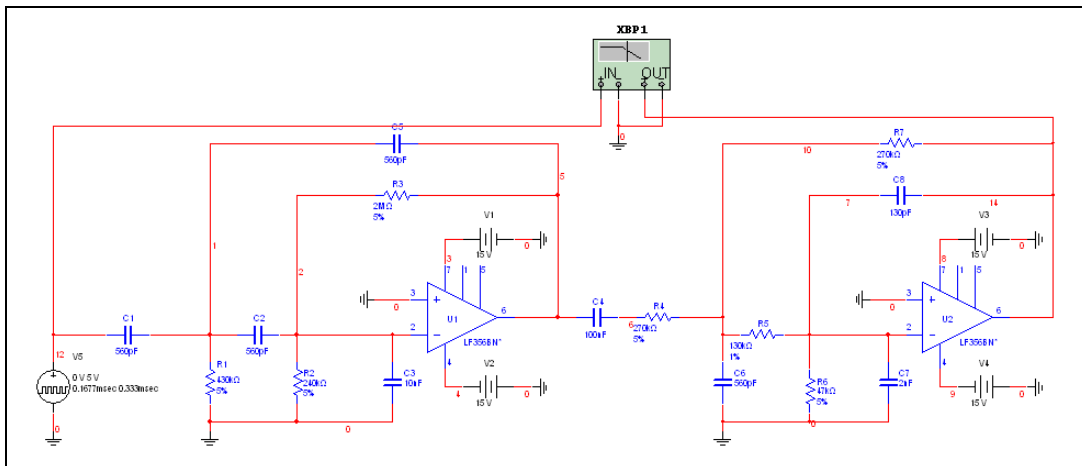 XBP1
IN
OUT
0
C5
560pF
5
R3
2MΩ
5%
R7
270kΩ
5%
10
C8
130pF
7
14
V1
15 V
0
3
7
1
5
V3
15 V
0
8
7
1
5
1
2
3
0
2
U1
6
LF356BN*
4
C4
100nF
6
R4
270kΩ
5%
3
0
2
U2
6
LF356BN*
4
12
C1
560pF
C2
560pF
R5
130kΩ
1%
V5
0 V 5 V
0.1677msec 0.333msec
0
R1
430kΩ
5%
R2
240kΩ
5%
C3
10nF
0
V2
15 V
4
0
C6
560pF
R6
47kΩ
5%
C7
2nF
0
V4
15 V
9
0